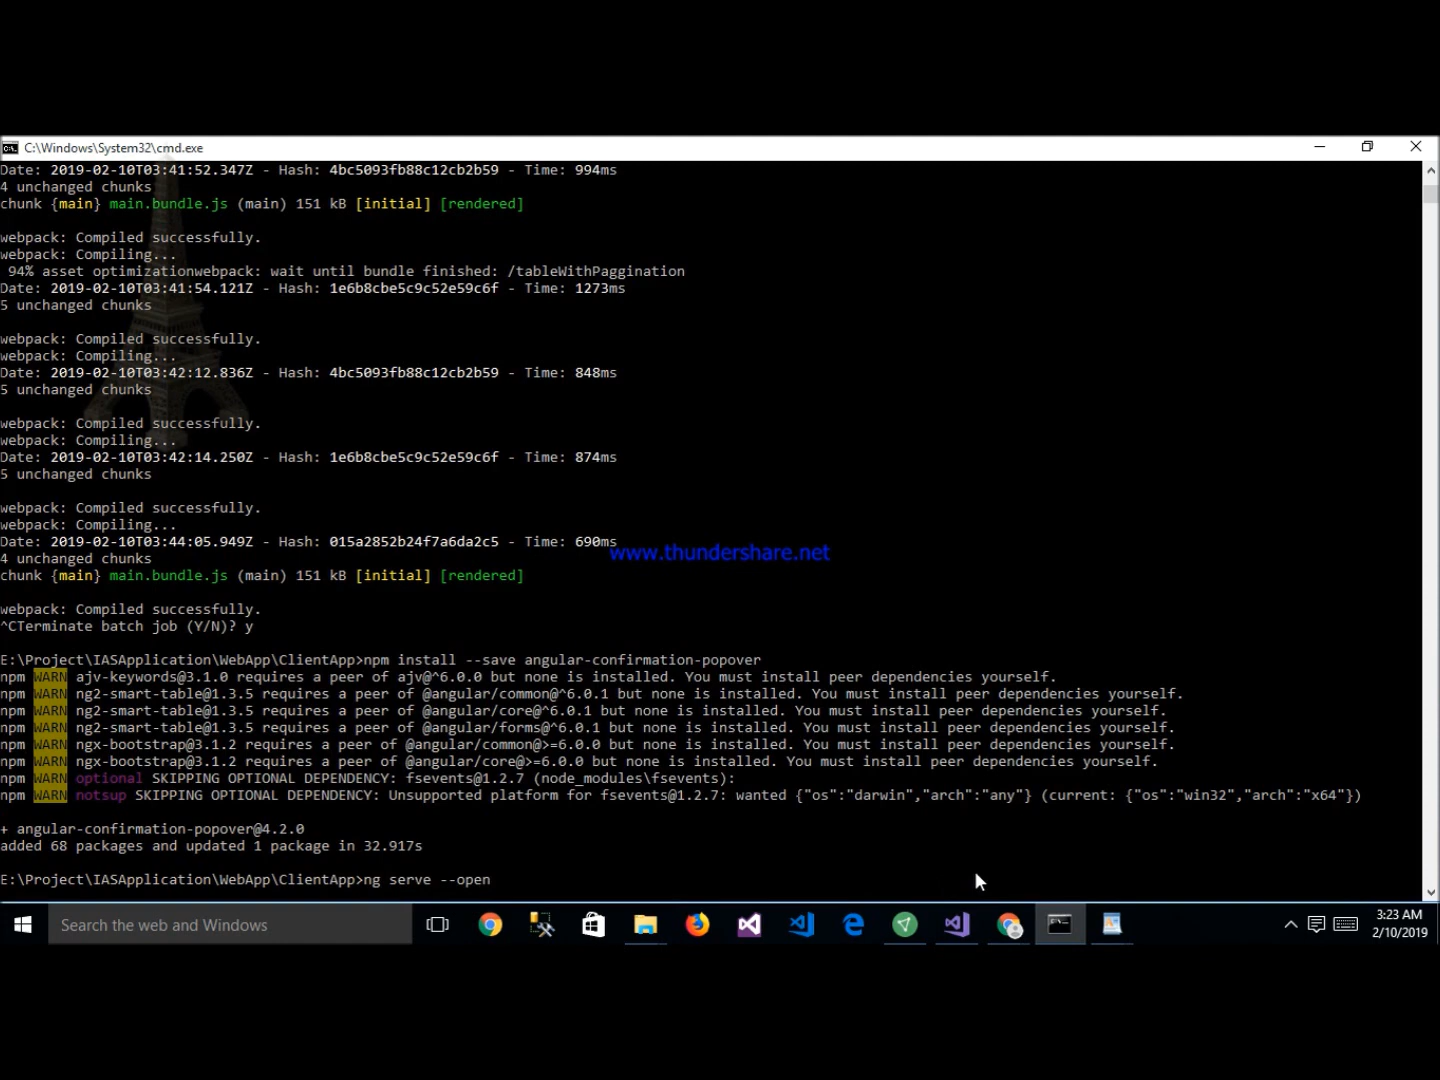 C:\Windows\System32\cmd.exe
Date: 2019-02-10T03:41:52.347Z - Hash: 4bc5093fb88c12cb2b59 - Time: 994ms
4 unchanged chunks
chunk {main} main.bundle.js (main) 151 kB [initial] [rendered]
webpack: Compiled successfully.
webpack: Compiling...
94% asset optimizationwebpack: wait until bundle finished: /tableWithPaggination
Date: 2019-02-10T03:41:54.121Z - Hash: 1e6b8cbe5c9c52e59c6f - Time: 1273ms
5 unchanged chunks
webpack: Compiled successfully.
webpack: Compiling...
Date: 2019-02-10T03:42:12.836Z - Hash: 4bc5093fb88c12cb2b59 - Time: 848ms
5 unchanged chunks
webpack: Compiled successfully.
webpack: Compiling...
Date: 2019-02-10T03:42:14.250Z - Hash: 1e6b8cbe5c9c52e59c6f - Time: 874ms
5 unchanged chunks
webpack: Compiled successfully.
webpack: Compiling...
Date: 2019-02-10T03:44:05.949Z - Hash: 015a2852b24f7a6da2c5 - Time: 690ms
www.thundershare.net
4 unchanged chunks
chunk {main} main.bundle.js (main) 151 kB [initial] [rendered]
webpack: Compiled successfully.
^CTerminate batch job (Y/N)? y
E:\Project\IASApplication\WebApp\ClientApp>npm install --save angular-confirmation-popover
npm WARN ajv-keywords@3.1.0 requires a peer of ajv@^6.0.0 but none is installed. You must install peer dependencies yourself.
npm WARN ng2-smart-table@1.3.5 requires a peer of @angular/common@^6.0.1 but none is installed. You must install peer dependencies yourself.
npm WARN ng2-smart-table@1.3.5 requires a peer of @angular/core@^6.0.1 but none is installed. You must install peer dependencies yourself.
npm WARN ng2-smart-table@1.3.5 requires a peer of @angular/forms@^6.0.1 but none is installed. You must install peer dependencies yourself.
npm WARN ngx-bootstrap@3.1.2 requires a peer of @angular/common@>=6.0.0 but none is installed. You must install peer dependencies yourself.
npm WARN ngx-bootstrap@3.1.2 requires a peer of @angular/core@>=6.0.0 but none is installed. You must install peer dependencies yourself.
npm WARN optional SKIPPING OPTIONAL DEPENDENCY: fsevents@1.2.7 (node_modules\fsevents):
npm WARN notsup SKIPPING OPTIONAL DEPENDENCY: Unsupported platform for fsevents@1.2.7: wanted {"os":"darwin","arch":"any"} (current: {"os":"win32","arch":"x64"})
+ angular-confirmation-popover@4.2.0
added 68 packages and updated 1 package in 32.917s
E:\Project\IASApplication\WebApp\ClientApp>ng serve --open
Search the web and Windows
3:23 AM
2/10/2019